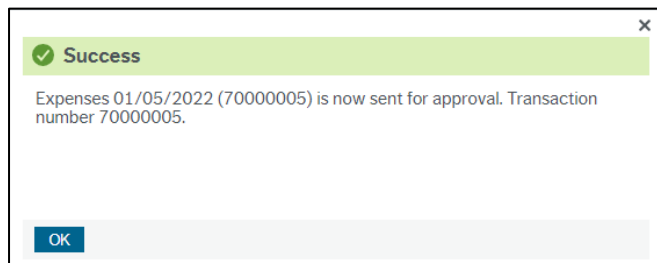 Success
Expenses 01/05/2022 (70000005) is now sent for approval. Transaction
number 70000005.
OK